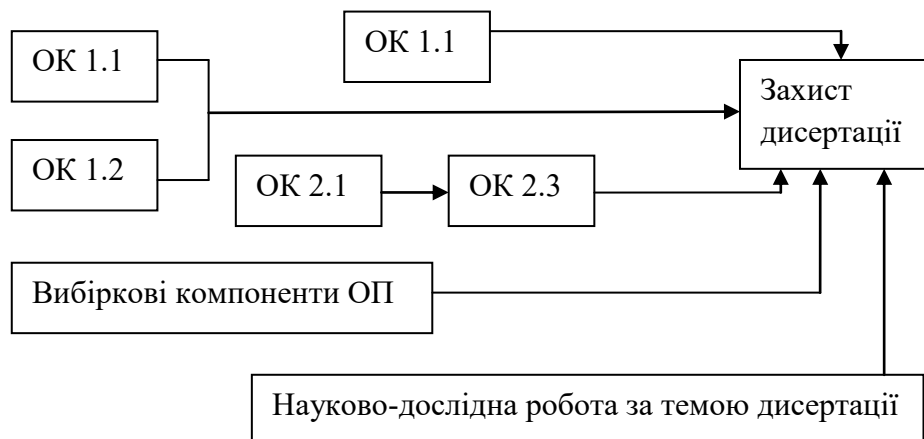 ОК 1.1
ОК 1.1
Захист
дисертації
ОК 1.2
ОК 2.1
ОК 2.3
Вибіркові компоненти ОП
Науково-дослідна робота за темою дисертації